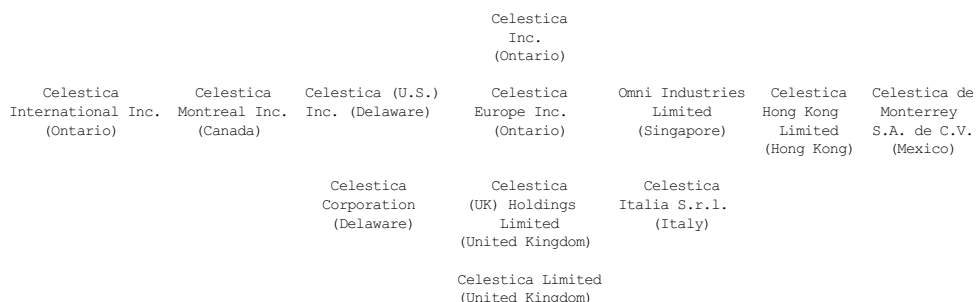 Celestica
Inc.
(Ontario)
Celestica Celestica Celestica (U.S.) Celestica Omni Industries Celestica Celestica de
International Inc. Montreal Inc. Inc. (Delaware) Europe Inc. Limited Hong Kong Monterrey
(Ontario) (Canada) (Ontario) (Singapore) Limited S.A. de C.V.
(Hong Kong) (Mexico)
Celestica Celestica Celestica
Corporation (UK) Holdings Italia S.r.l.
(Delaware) Limited (Italy)
(United Kingdom)
Celestica Limited
(United Kingdom)